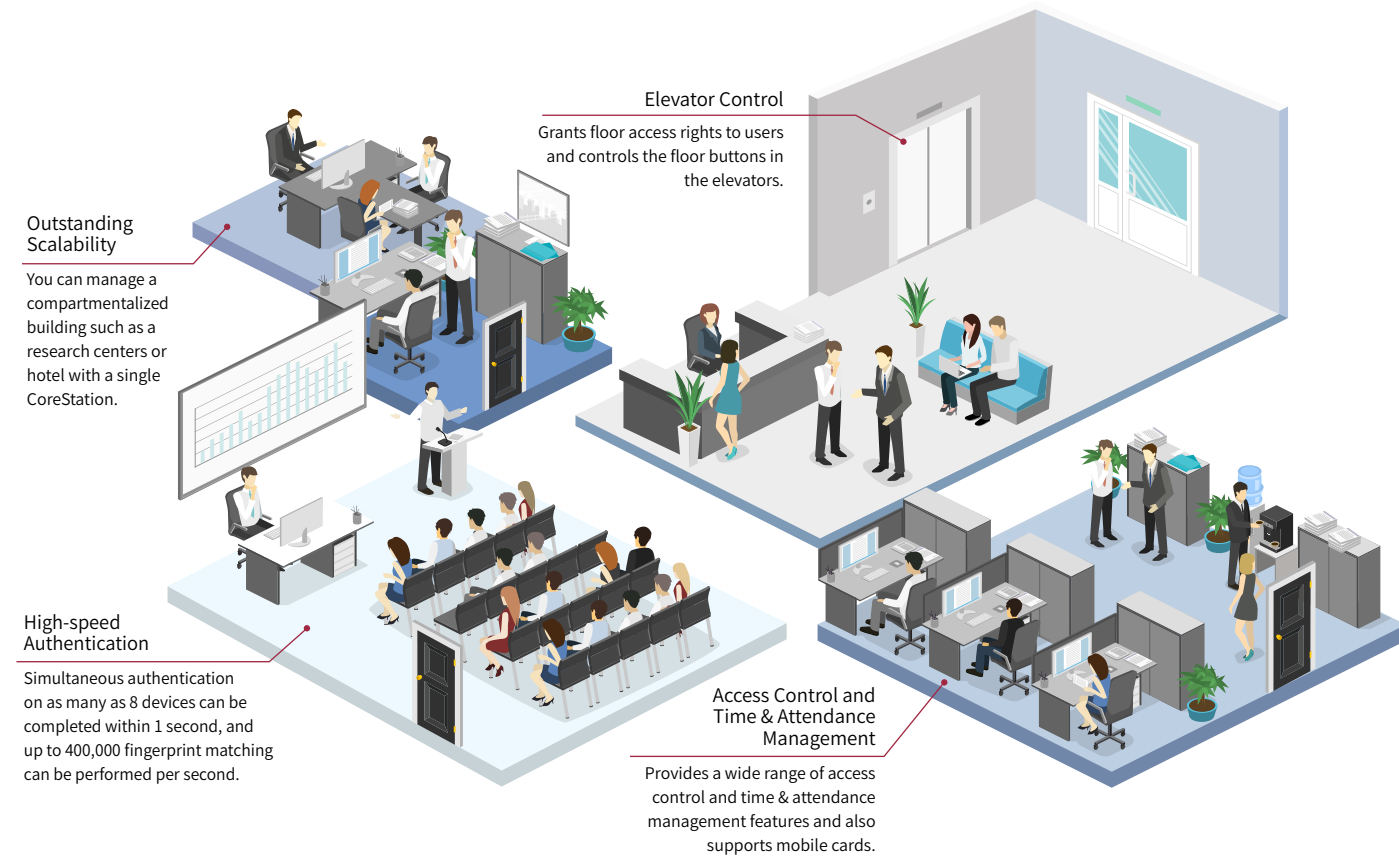 Elevator Control
Grants floor access rights to users
and controls the floor buttons in
the elevators.
Outstanding
Scalability
You can manage a
compartmentalized
building such as a
research centers or
hotel with a single
CoreStation.
High-speed
Authentication
Simultaneous authentication
on as many as 8 devices can be
completed within 1 second, and
up to 400,000 fingerprint matching
can be performed per second.
Access Control and
Time & Attendance
Management
Provides a wide range of access
control and time & attendance
management features and also
supports mobile cards.